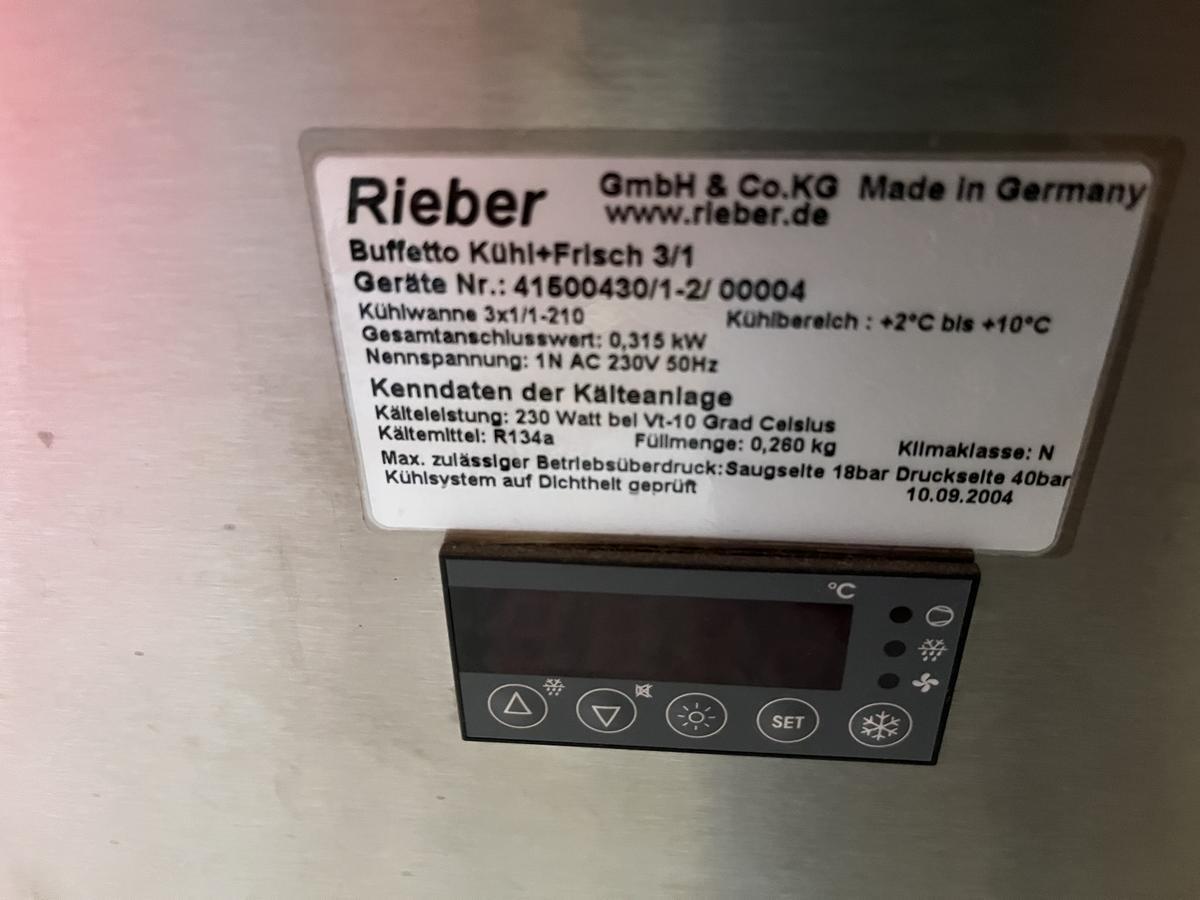 Rieber GmbH & Co.KG Made in Germany
www.rieber.de
Buffetto Kühl+Frisch 3/1
Geräte Nr.: 41500430/1-2/ 00004
Kühlwanne 3x1/1-210 Kühlbereich : +2°C bis +10°C
Gesamtanschlusswert: 0,315 kW
Nennspannung: 1N AC 230V 50Hz
Kenndaten der Kälteanlage
Kälteleistung: 230 Watt bei Vt-10 Grad Celsius
Kältemittel: R134a Füllmenge: 0,260 kg Klimaklasse: N
Max. zulässiger Betriebsüberdruck:Saugseite 18bar Druckseite 40bar
Kühlsystem auf Dichtheit geprüft 10.09.2004
°C
SET